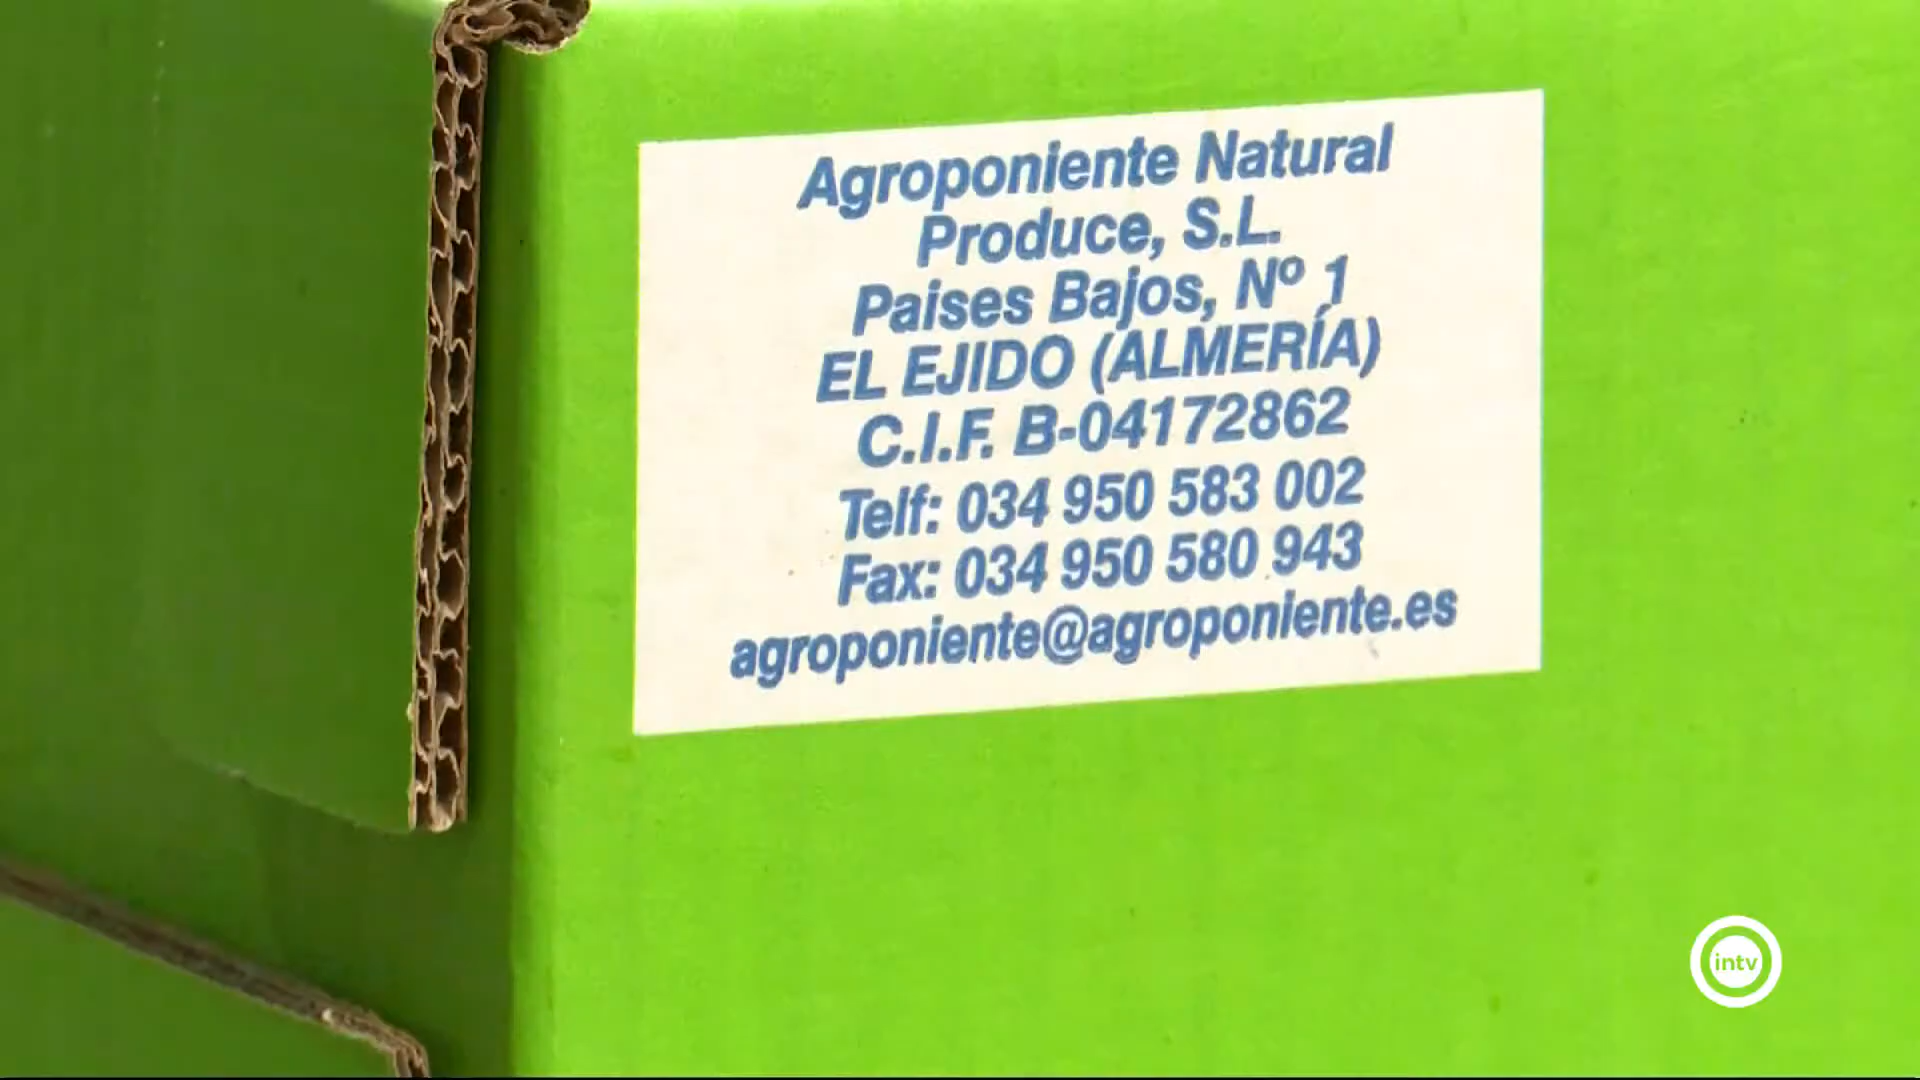 Agroponiente Natural
Produce, S.L.
Paises Bajos, Nº 1
EL EJIDO (ALMERÍA)
C.I.F. B-04172862
Telf: 034 950 583 002
Fax: 034 950 580 943
agroponiente@agroponiente.es
intv